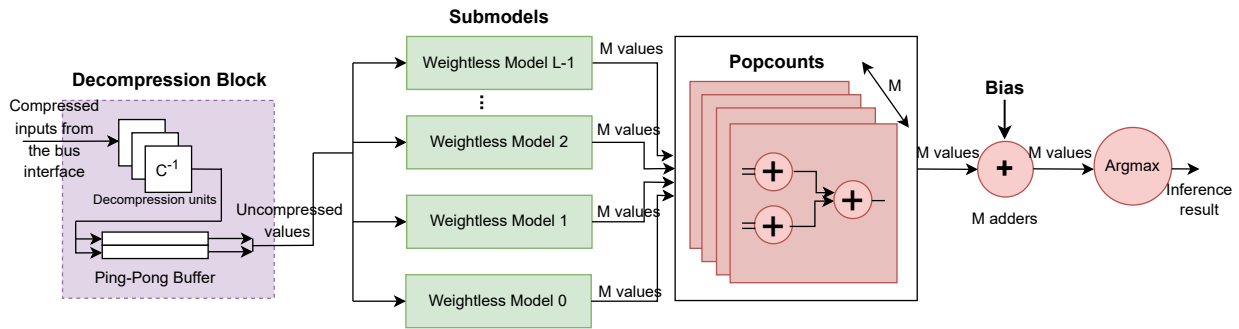 Submodels
Decompression Block
Compressed
inputs from
the bus
interface
C-1
Decompression units
Ping-Pong Buffer
Uncompressed
values
Weightless Model L-1
...
Weightless Model 2
Weightless Model 1
Weightless Model 0
M values
M values
M values
M values
Popcounts
M
+
+
+
M values
Bias
+
M adders
M values
Argmax
Inference
result